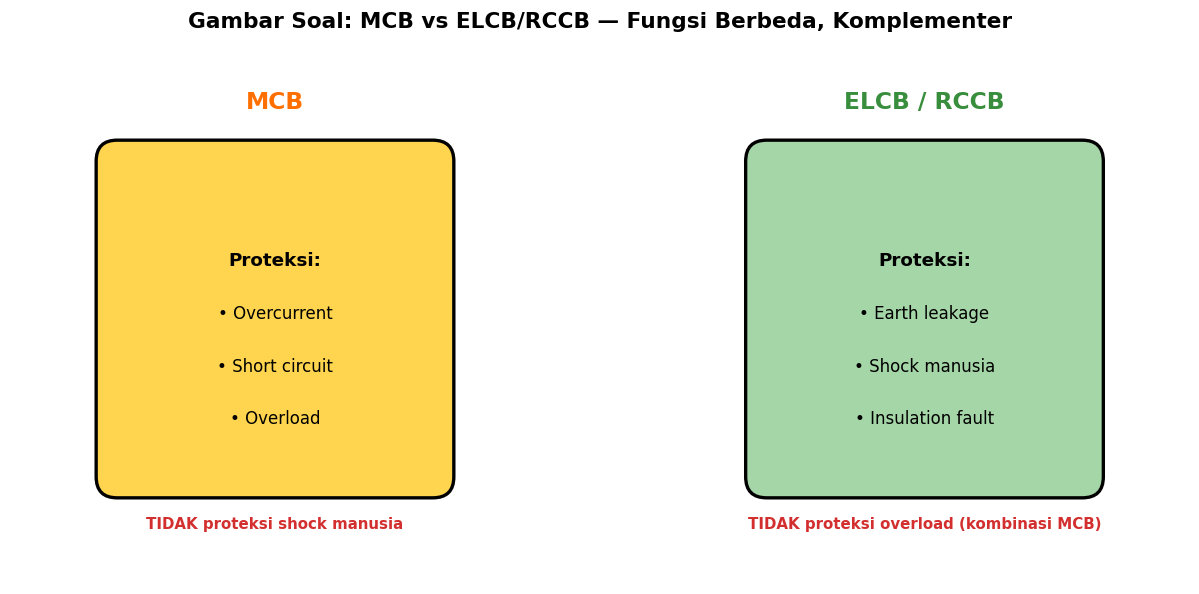 Gambar Soal: MCB vs ELCB/RCCB — Fungsi Berbeda, Komplementer
MCB
Proteksi:
• Overcurrent
• Short circuit
• Overload
TIDAK proteksi shock manusia
ELCB / RCCB
Proteksi:
• Earth leakage
• Shock manusia
• Insulation fault
TIDAK proteksi overload (kombinasi MCB)